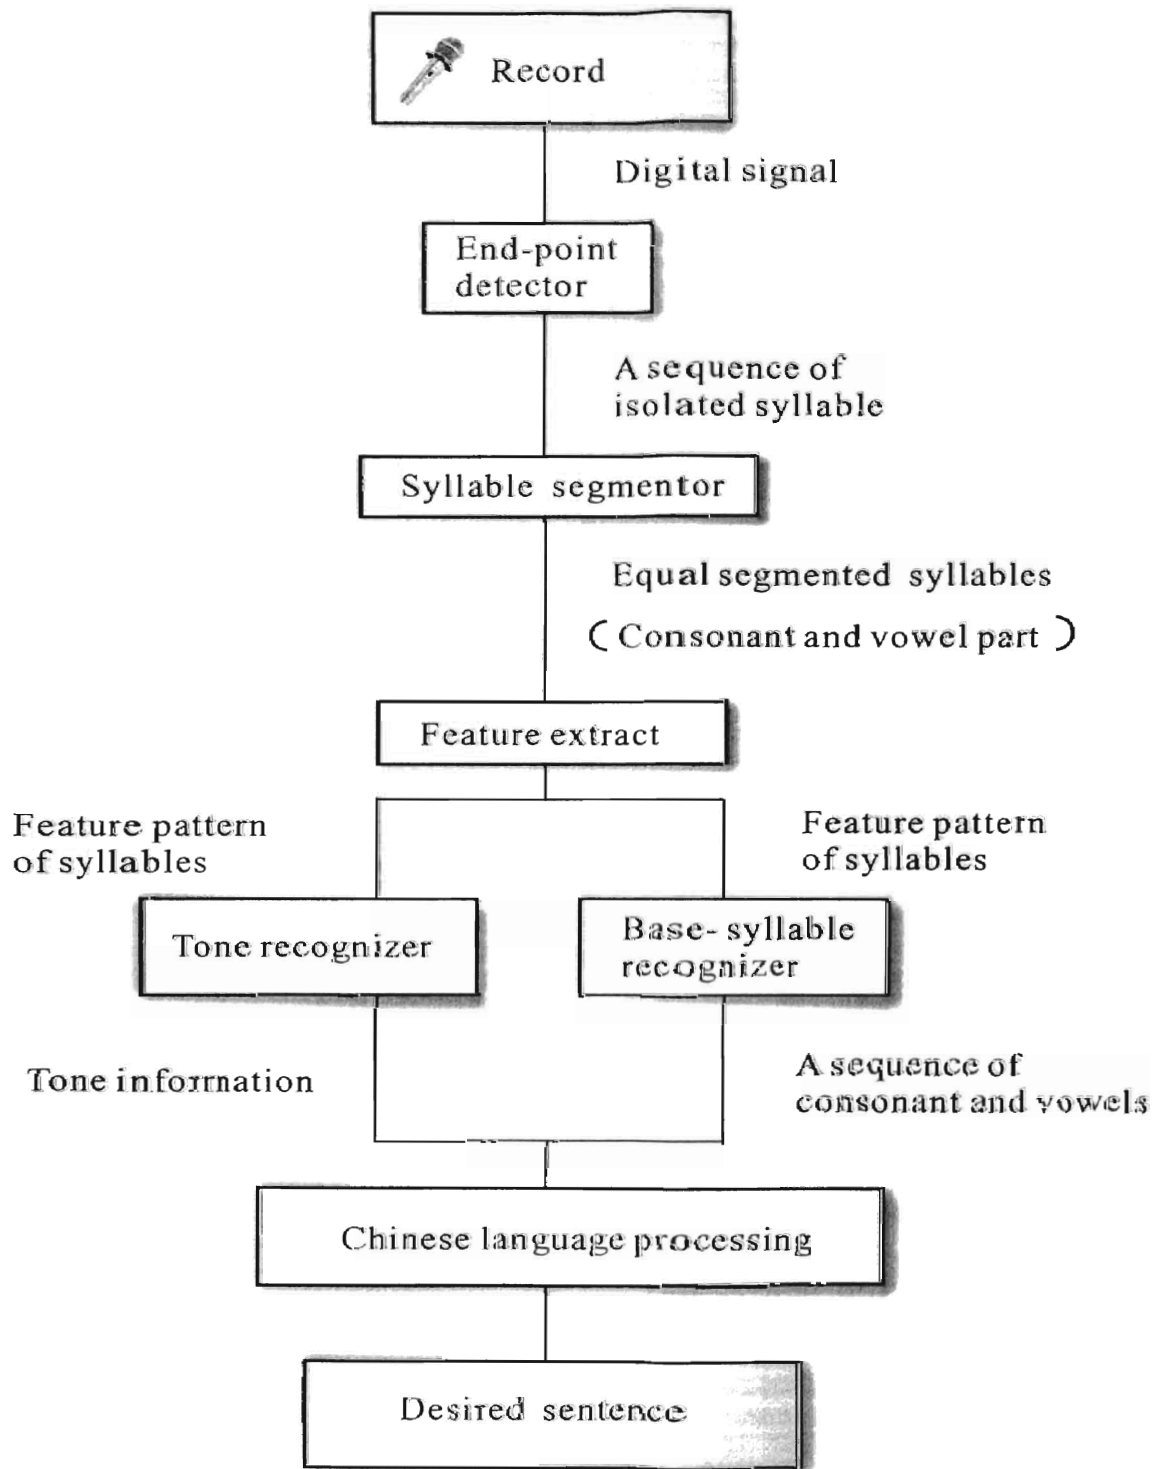 Record
Digital signal
End-point
detector
A sequence of
isolated syllable
Syllable segmentor
Equal segmented syllables
( Consonant and vowel part )
Feature extract
Feature pattern
of syllables
Feature pattern
of syllables
Tone recognizer
Base- syllable
recognizer
Tone information
A sequence of
consonant and vowels
Chinese language processing
Desired sentence